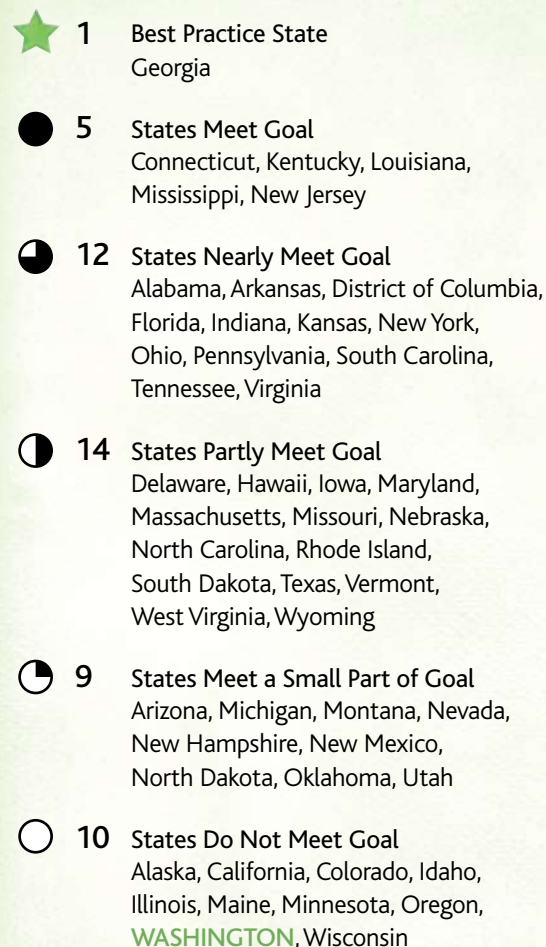 1 Best Practice State
Georgia
5 States Meet Goal
Connecticut, Kentucky, Louisiana,
Mississippi, New Jersey
12 States Nearly Meet Goal
Alabama, Arkansas, District of Columbia,
Florida, Indiana, Kansas, New York,
Ohio, Pennsylvania, South Carolina,
Tennessee, Virginia
14 States Partly Meet Goal
Delaware, Hawaii, Iowa, Maryland,
Massachusetts, Missouri, Nebraska,
North Carolina, Rhode Island,
South Dakota, Texas, Vermont,
West Virginia, Wyoming
9 States Meet a Small Part of Goal
Arizona, Michigan, Montana, Nevada,
New Hampshire, New Mexico,
North Dakota, Oklahoma, Utah
10 States Do Not Meet Goal
Alaska, California, Colorado, Idaho,
Illinois, Maine, Minnesota, Oregon,
WASHINGTON, Wisconsin